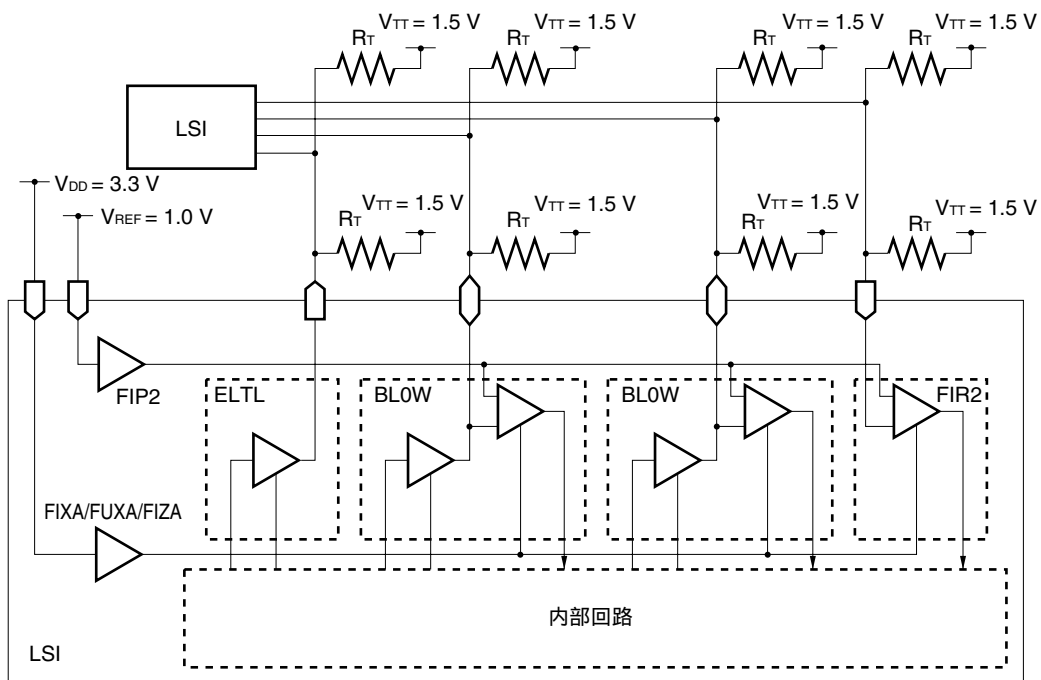 VTT = 1.5 V VTT = 1.5 V VTT = 1.5 V VTT = 1.5 V
RT RT RT RT
LSI
VDD = 3.3 V
VREF = 1.0 V
VTT = 1.5 V VTT = 1.5 V VTT = 1.5 V VTT = 1.5 V
RT RT RT RT
FIP2
ELTL BL0W BL0W FIR2
FIXA/FUXA/FIZA
内部回路
LSI